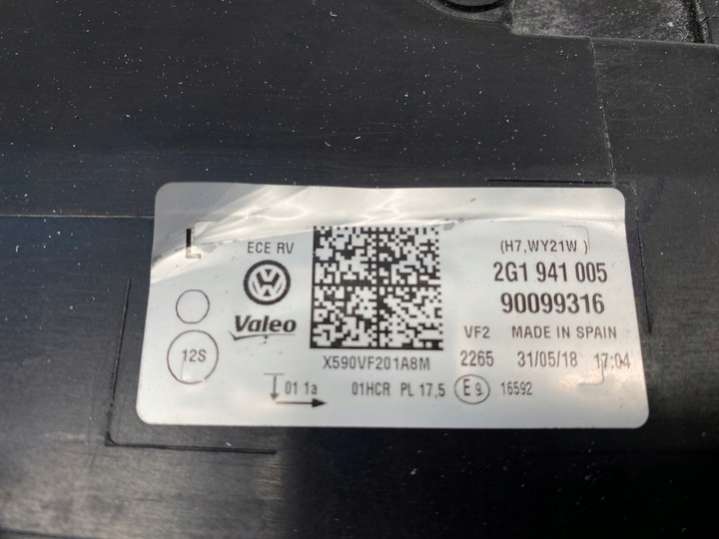 L
ECE RV
(H7,WY21W )
2G1 941 005
VW
Valeo
90099316
12S
VF2 MADE IN SPAIN
X590VF201A8M
2265 31/05/18 17:04
01 1a
01HCR PL 17,5
E9 16592